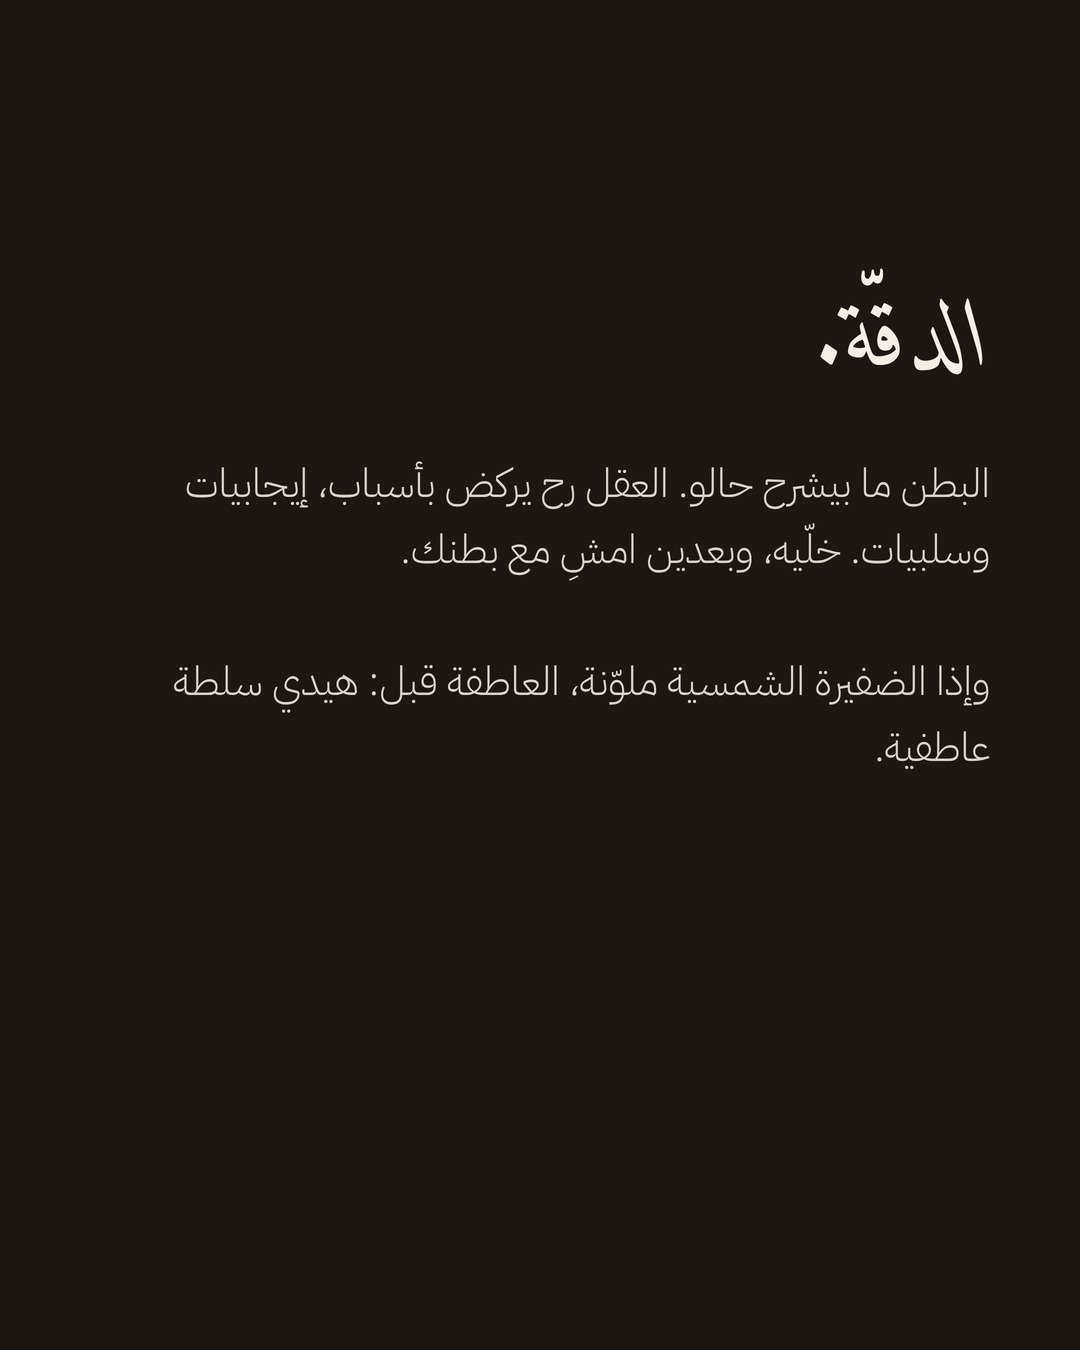 الدقّة.
البطن ما بيشرح حالو. العقل رح يركض بأسباب، إيجابيات
وسلبيات. خلّيه، وبعدين امشِ مع بطنك.
وإذا الضفيرة الشمسية ملوّنة، العاطفة قبل: هيدي سلطة
عاطفية.